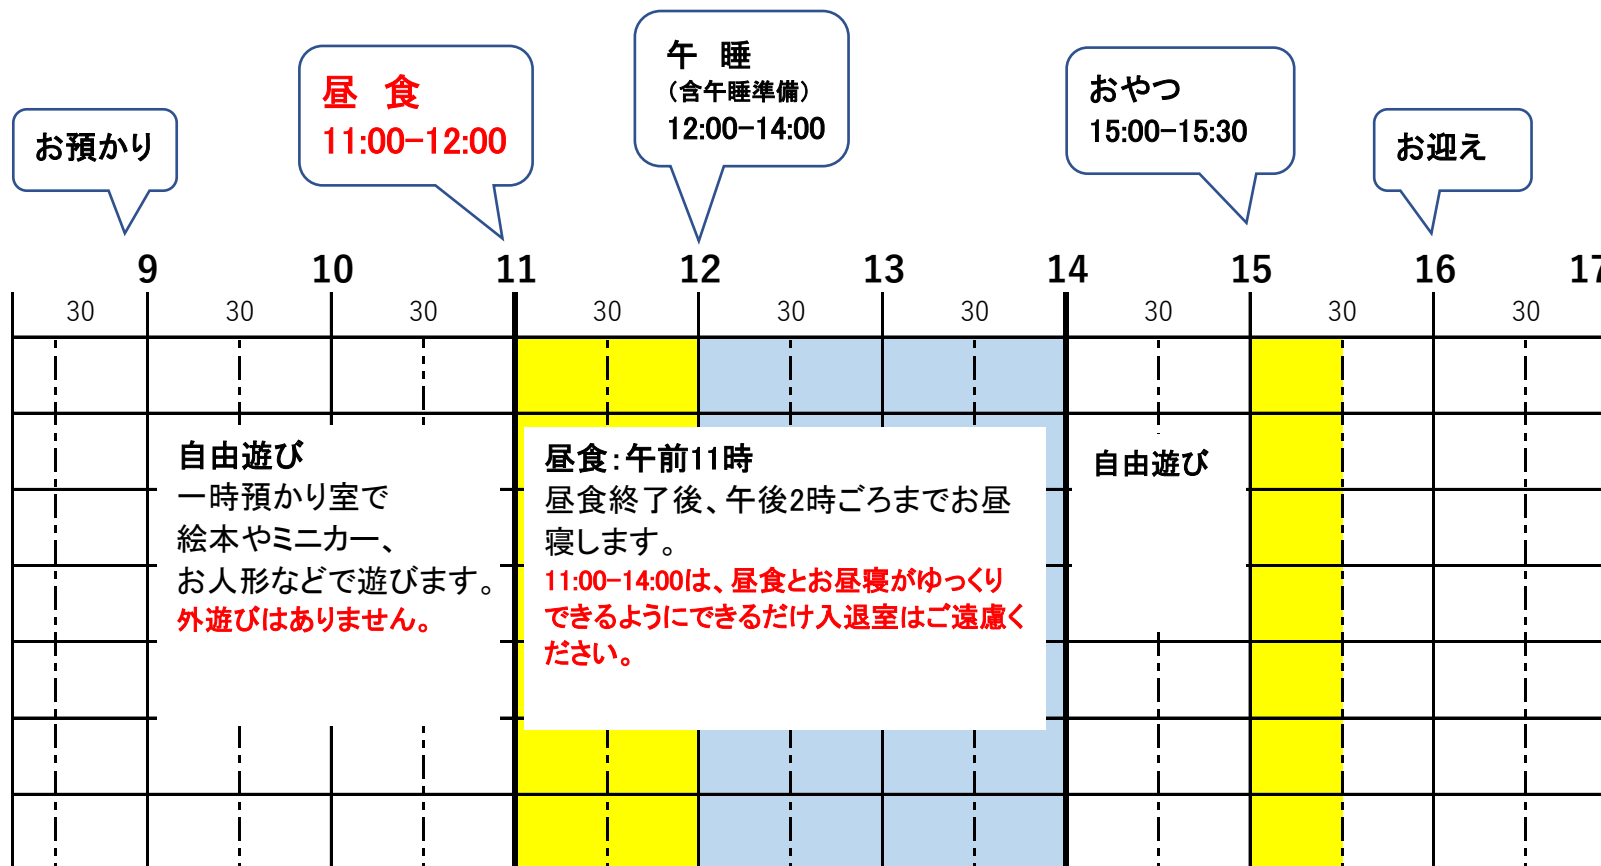 お預かり
昼 食
11:00-12:00
午 睡
（含午睡準備）
12:00-14:00
おやつ
15:00-15:30
お迎え
9 10 11 12 13 14 15 16 17
30 30 30 30 30 30 30 30 30
自由遊び
一時預かり室で
絵本やミニカー、
お人形などで遊びます。
外遊びはありません。
昼食：午前11時
昼食終了後、午後2時ごろまでお昼
寝します。
11:00-14:00は、昼食とお昼寝がゆっくり
できるようにできるだけ入退室はご遠慮く
ださい。
自由遊び